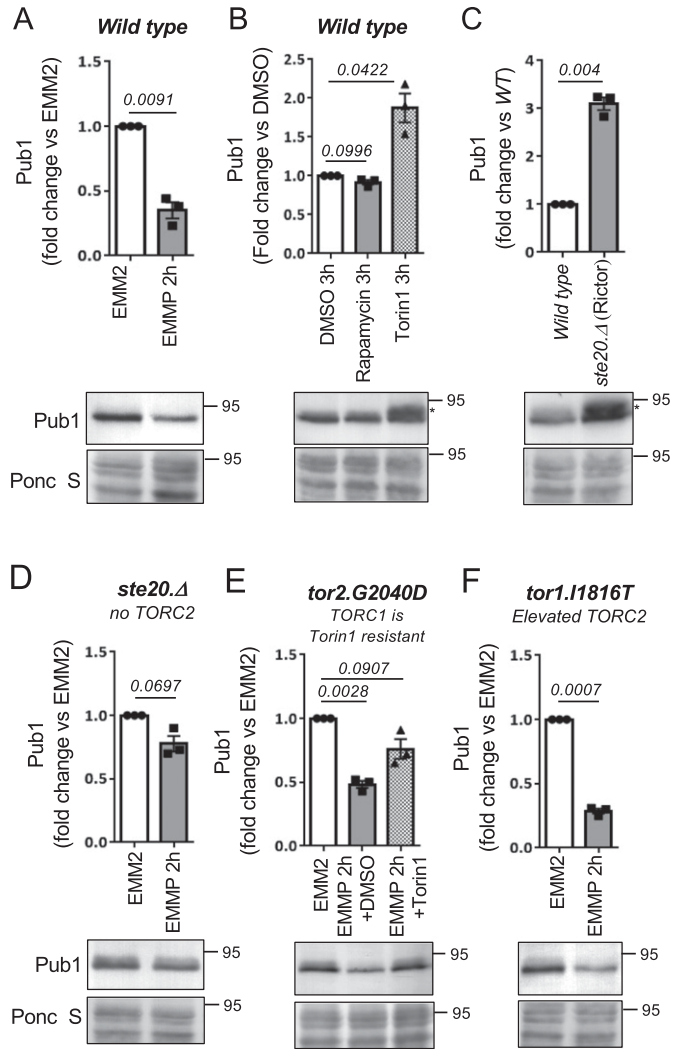 A
Wild type
Pub1
(fold change vs EMM2)
1.5
1.0
0.5
0.0
0.0091
EMM2
EMMP 2h
B
Wild type
Pub1
(Fold change vs DMSO)
2.5
2.0
1.5
1.0
0.5
0.0
0.0422
0.0996
DMSO 3h
Rapamycin 3h
Torin1 3h
C
Pub1
(fold change vs WT)
4
3
2
1
0
0.004
Wild type
ste20.Δ (Rictor)
Pub1
95
95
*
95
*
Ponc S
95
95
95
D
ste20.Δ
no TORC2
Pub1
(fold change vs EMM2)
1.5
1.0
0.5
0.0
0.0697
EMM2
EMMP 2h
E
tor2.G2040D
TORC1 is
Torin1 resistant
Pub1
(fold change vs EMM2)
1.5
1.0
0.5
0.0
0.0907
0.0028
EMM2
EMMP 2h
+DMSO
EMMP 2h
+Torin1
F
tor1.I1816T
Elevated TORC2
Pub1
(fold change vs EMM2)
1.5
1.0
0.5
0.0
0.0007
EMM2
EMMP 2h
Pub1
95
95
95
Ponc S
95
95
95